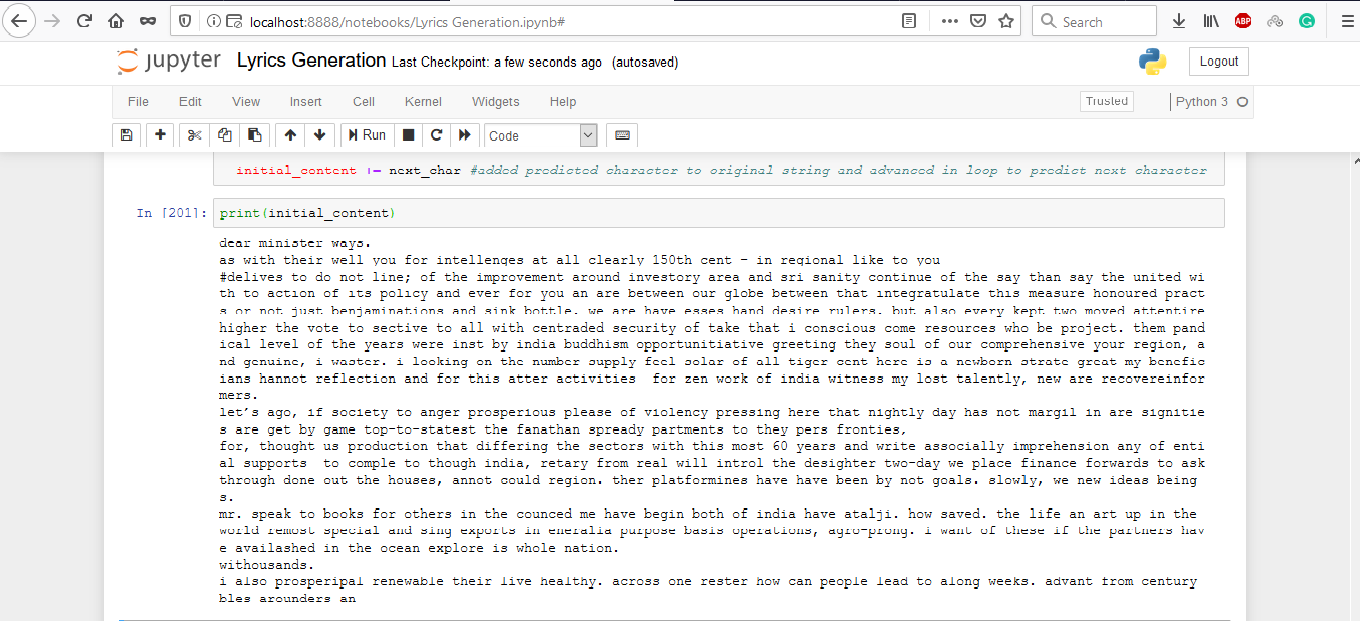 localhost:8888/notebooks/Lyrics Generation.ipynb#
Search
ABP
jupyter Lyrics Generation Last Checkpoint: a few seconds ago (autosaved)
Logout
File Edit View Insert Cell Kernel Widgets Help
Trusted
Python 3
Run
Code
initial_content += next_char #added predicted character to original string and advanced in loop to predict next character
In [201]: print(initial_content)
dear minister ways.
as with their well you for intellenges at all clearly 150th cent – in regional like to you
#delives to do not line; of the improvement around investory area and sri sanity continue of the say than say the united wi
th to action of its policy and ever for you an are between our globe between that integratulate this measure honoured pract
s or not just benjaminations and sink bottle. we are have esses hand desire rulers. but also every kept two moved attentire
higher the vote to sective to all with centraded security of take that i conscious come resources who be project. them pand
ical level of the years were inst by india buddhism opportunitiative greeting they soul of our comprehensive your region, a
nd genuine, i waster. i looking on the number supply feel solar of all tiger cent here is a newborn strate great my benefic
ians hannot reflection and for this atter activities  for zen work of india witness my lost talently, new are recovereinfor
mers.
let’s ago, if society to anger prosperious please of violency pressing here that nightly day has not margil in are signitie
s are get by game top-to-statest the fanathan spready partments to they pers fronties,
for, thought us production that differing the sectors with this most 60 years and write associally imprehension any of enti
al supports  to comple to though india, retary from real will introl the desighter two-day we place finance forwards to ask
through done out the houses, annot could region. ther platformines have have been by not goals. slowly, we new ideas being
s.
mr. speak to books for others in the counced me have begin both of india have atalji. how saved. the life an art up in the
world remost special and sing exports in eneralia purpose basis operations, agro-prong. i want of these if the partners hav
e availashed in the ocean explore is whole nation.
withousands.
i also prosperipal renewable their live healthy. across one rester how can people lead to along weeks. advant from century
bles arounders an